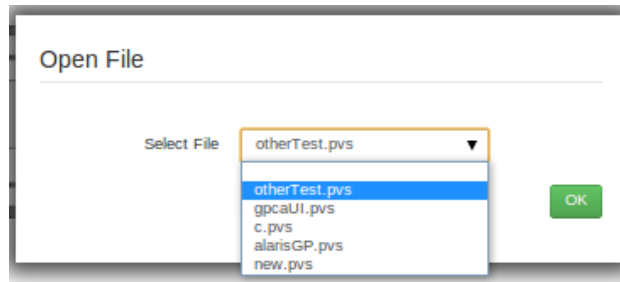 Open File
Select File otherTest.pvs
otherTest.pvs
gpcaUI.pvs
OK
c.pvs
alarisGP.pvs
new.pvs